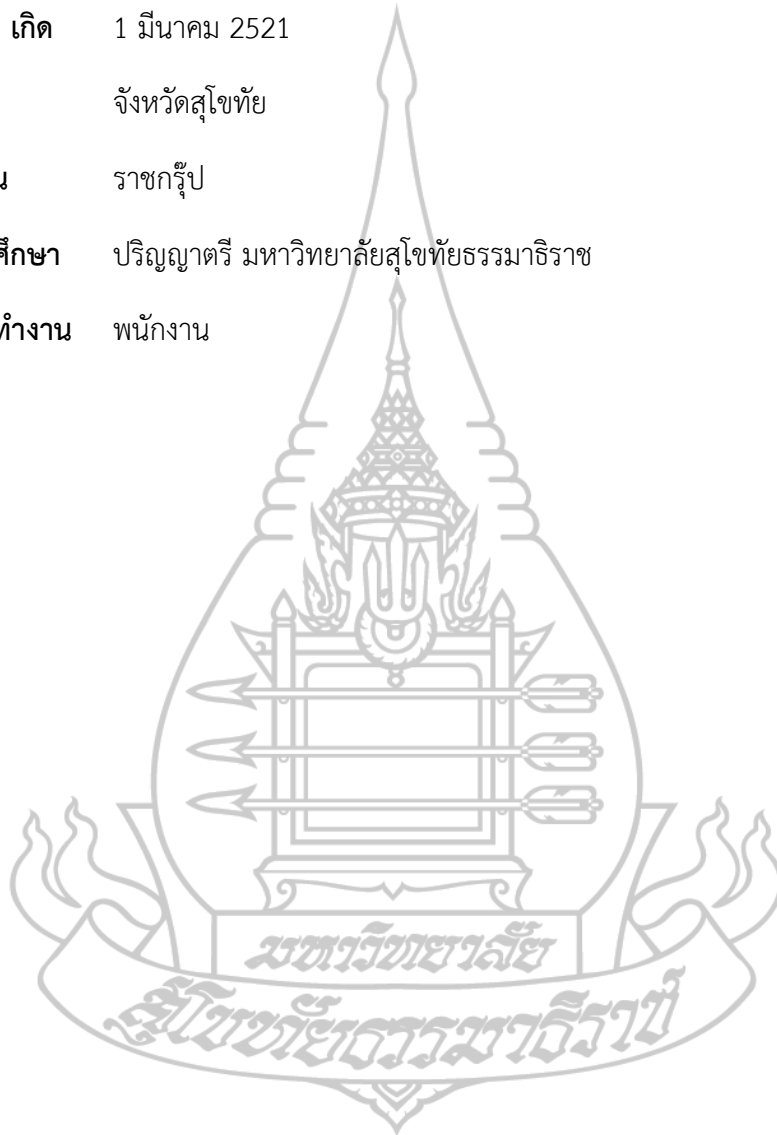 เกิด 1 มีนาคม 2521
จังหวัดสุโขทัย
น ราชกรุ๊ป
ศึกษา ปริญญาตรี มหาวิทยาลัยสุโขทัยธรรมาธิราช
ทำงาน พนักงาน
มหาวิทยาลัย
สุโขทัยธรรมาธิราช